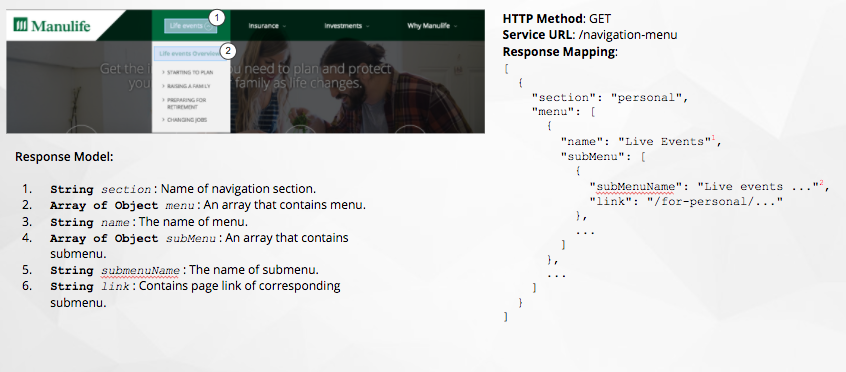 Manulife
Life events
1
Insurance
Investments
Why Manulife
Life events Overview
2
Get the i u need to plan and protect
you family as life changes.
> STARTING TO PLAN
> RAISING A FAMILY
> PREPARING FOR
RETIREMENT
> CHANGING JOBS
Response Model:
1. String section : Name of navigation section.
2. Array of Object menu : An array that contains menu.
3. String name : The name of menu.
4. Array of Object subMenu : An array that contains
submenu.
5. String submenuName : The name of submenu.
6. String link : Contains page link of corresponding
submenu.
HTTP Method: GET
Service URL: /navigation-menu
Response Mapping:
[
{
"section": "personal",
"menu": [
{
"name": "Live Events"1,
"subMenu": [
{
"subMenuName": "Live events ..."2,
"link": "/for-personal/..."
},
...
]
},
...
]
}
]